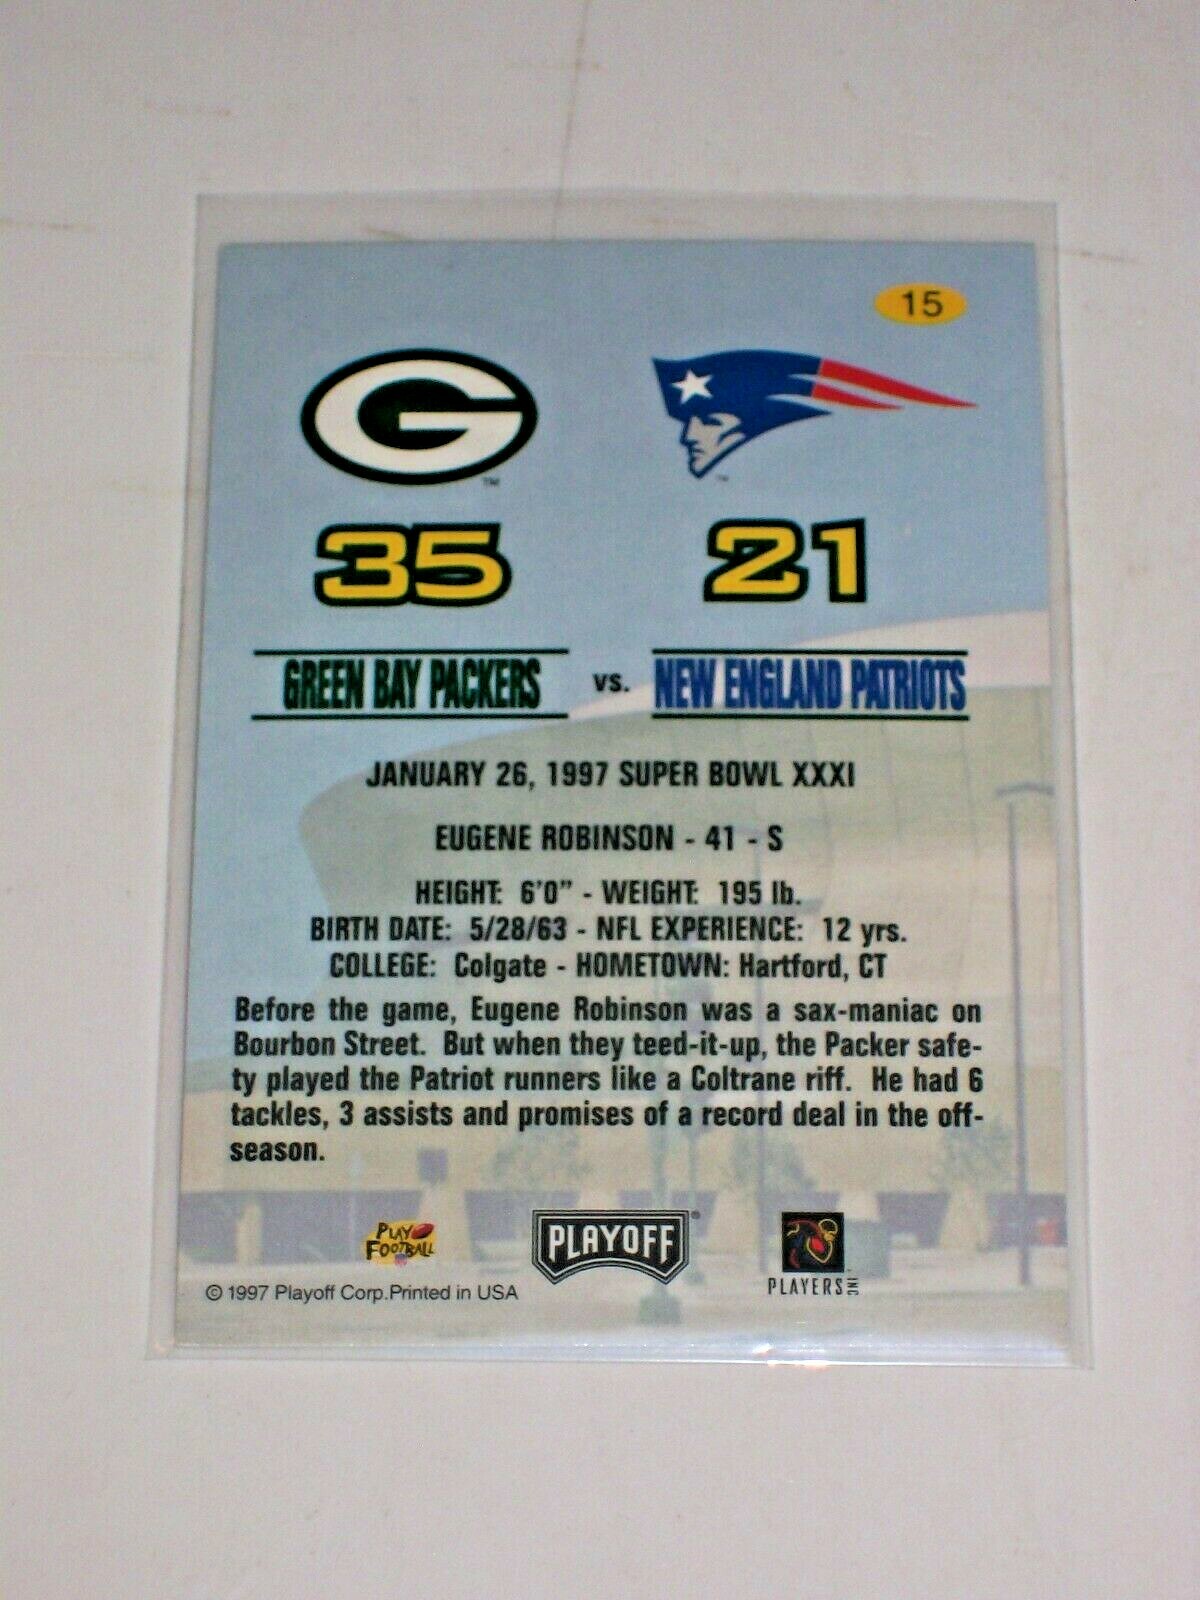 15
G
TM
TM
35 21
GREEN BAY PACKERS vs. NEW ENGLAND PATRIOTS
JANUARY 26, 1997 SUPER BOWL XXXI
EUGENE ROBINSON - 41 - S
HEIGHT: 6'0" - WEIGHT: 195 lb.
BIRTH DATE: 5/28/63 - NFL EXPERIENCE: 12 yrs.
COLLEGE: Colgate - HOMETOWN: Hartford, CT
Before the game, Eugene Robinson was a sax-maniac on
Bourbon Street. But when they teed-it-up, the Packer safe-
ty played the Patriot runners like a Coltrane riff. He had 6
tackles, 3 assists and promises of a record deal in the off-
season.
PLAY
FOOTBALL
PLAYOFF®
PLAYERS INC
© 1997 Playoff Corp.Printed in USA